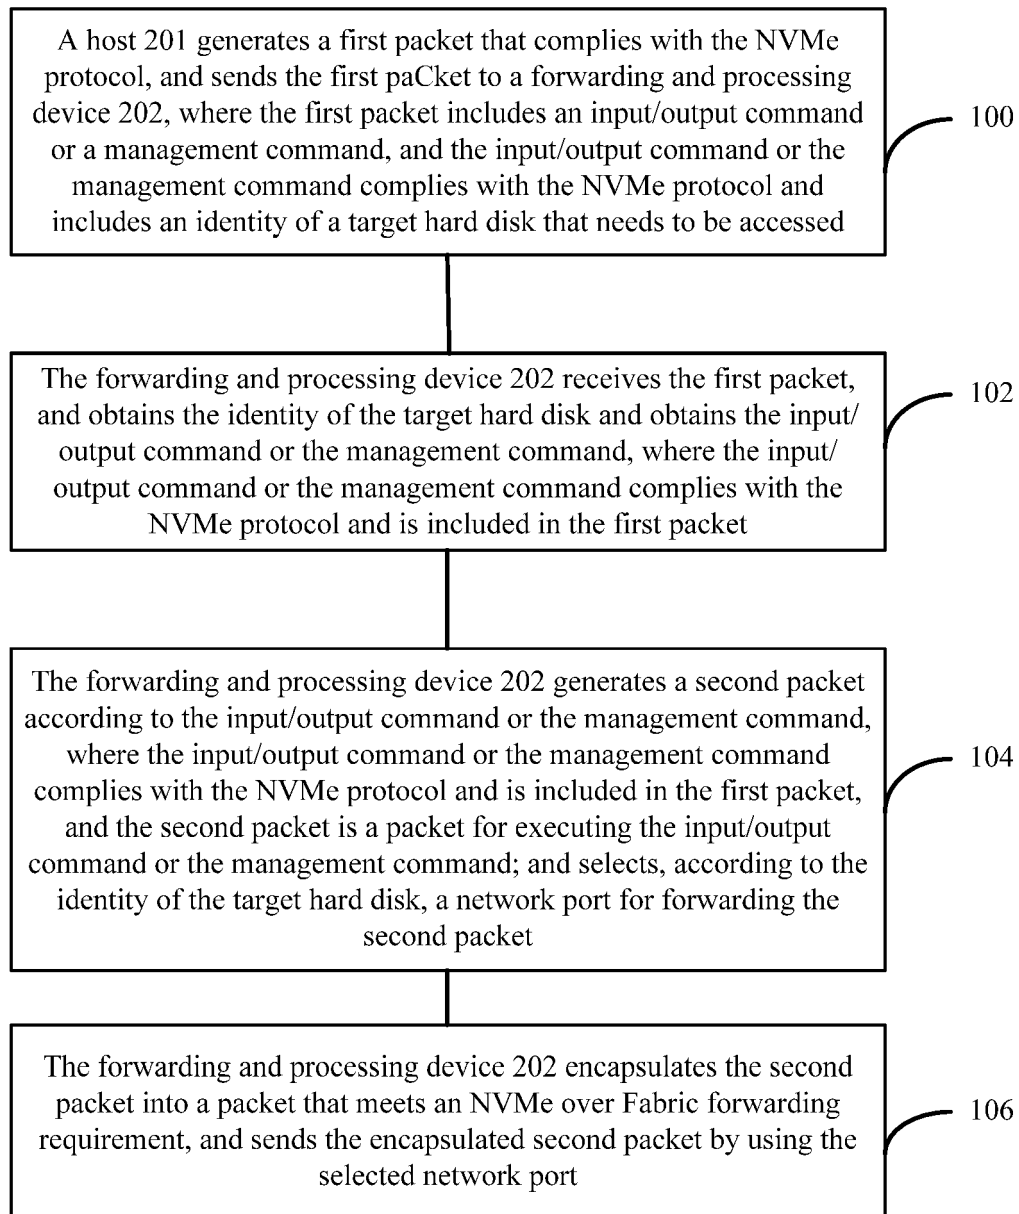 A host 201 generates a first packet that complies with the NVMe
protocol, and sends the first paCket to a forwarding and processing
device 202, where the first packet includes an input/output command
or a management command, and the input/output command or the
management command complies with the NVMe protocol and
includes an identity of a target hard disk that needs to be accessed
100
The forwarding and processing device 202 receives the first packet,
and obtains the identity of the target hard disk and obtains the input/
output command or the management command, where the input/
output command or the management command complies with the
NVMe protocol and is included in the first packet
102
The forwarding and processing device 202 generates a second packet
according to the input/output command or the management command,
where the input/output command or the management command
complies with the NVMe protocol and is included in the first packet,
and the second packet is a packet for executing the input/output
command or the management command; and selects, according to the
identity of the target hard disk, a network port for forwarding the
second packet
104
The forwarding and processing device 202 encapsulates the second
packet into a packet that meets an NVMe over Fabric forwarding
requirement, and sends the encapsulated second packet by using the
selected network port
106